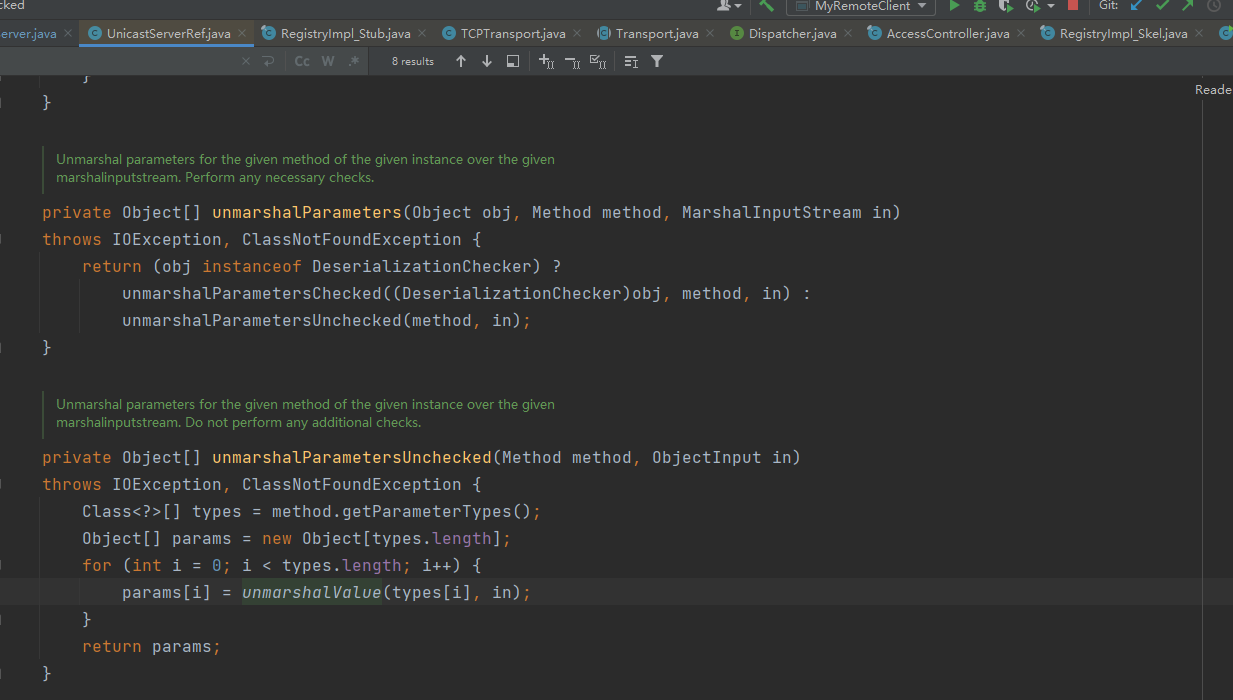 cked
MyRemoteClient
Git:
erver.java
UnicastServerRef.java
RegistryImpl_Stub.java
TCPTransport.java
Transport.java
Dispatcher.java
AccessController.java
RegistryImpl_Skel.java
Cc W .* 8 results
Reade
}
}
Unmarshal parameters for the given method of the given instance over the given
marshalinputstream. Perform any necessary checks.
private Object[] unmarshalParameters(Object obj, Method method, MarshalInputStream in)
throws IOException, ClassNotFoundException {
return (obj instanceof DeserializationChecker) ?
unmarshalParametersChecked((DeserializationChecker)obj, method, in) :
unmarshalParametersUnchecked(method, in);
}
Unmarshal parameters for the given method of the given instance over the given
marshalinputstream. Do not perform any additional checks.
private Object[] unmarshalParametersUnchecked(Method method, ObjectInput in)
throws IOException, ClassNotFoundException {
Class<?>[] types = method.getParameterTypes();
Object[] params = new Object[types.length];
for (int i = 0; i < types.length; i++) {
params[i] = unmarshalValue(types[i], in);
}
return params;
}